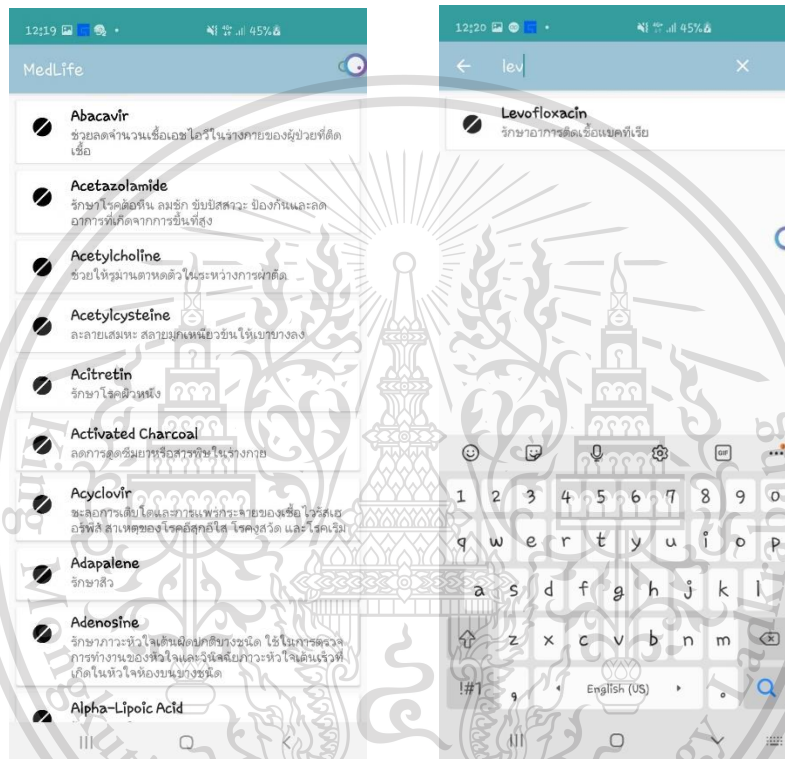 12:19
45%
MedLife
Abacavir
ช่วยลดจำนวนเชื้อเอชไอวีในร่างกายของผู้ป่วยที่ติด
เชื้อ
Acetazolamide
รักษาโรคต้อหิน ลมชัก ขับปัสสาวะ ป้องกันและลด
อาการที่เกิดจากการขึ้นที่สูง
Acetylcholine
ช่วยให้รูม่านตาหดตัวในระหว่างการผ่าตัด
Acetylcysteine
ละลายเสมหะ สลายมูกเหนียวข้นให้เบาบางลง
Acitretin
รักษาโรคผิวหนัง
Activated Charcoal
ลดการดูดซึมยาหรือสารพิษในร่างกาย
Acyclovir
ชะลอการเติบโตและการแพร่กระจายของเชื้อไวรัสเฮ
อร์พีส์ สาเหตุของโรคอีสุกอีใส โรคงูสวัด และโรคเริม
Adapalene
รักษาสิว
Adenosine
รักษาภาวะหัวใจเต้นผิดปกติบางชนิด ใช้ในการตรวจ
การทำงานของหัวใจและวินิจฉัยภาวะหัวใจเต้นเร็วที่
เกิดในหัวใจห้องบนบางชนิด
Alpha-Lipoic Acid
12:20
45%
lev
Levofloxacin
รักษาอาการติดเชื้อแบคทีเรีย
GIF
1 2 3 4 5 6 7 8 9 0
q w e r t y u i o p
a s d f g h j k l
z x c v b n m
!#1 , English (US) .